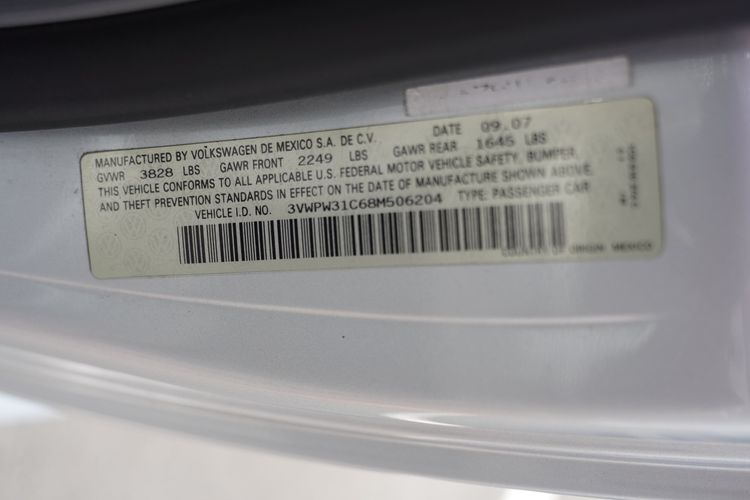 MANUFACTURED BY VOLKSWAGEN DE MEXICO S.A. DE C.V. DATE 09.07
GVWR 3828 LBS GAWR FRONT 2249 LBS GAWR REAR 1645 LBS
THIS VEHICLE CONFORMS TO ALL APPLICABLE U.S. FEDERAL MOTOR VEHICLE SAFETY, BUMPER,
AND THEFT PREVENTION STANDARDS IN EFFECT ON THE DATE OF MANUFACTURE SHOWN ABOVE.
VEHICLE I.D. NO. 3VWPW31C68M506204 TYPE: PASSENGER CAR
COUNTRY OF ORIGIN MEXICO